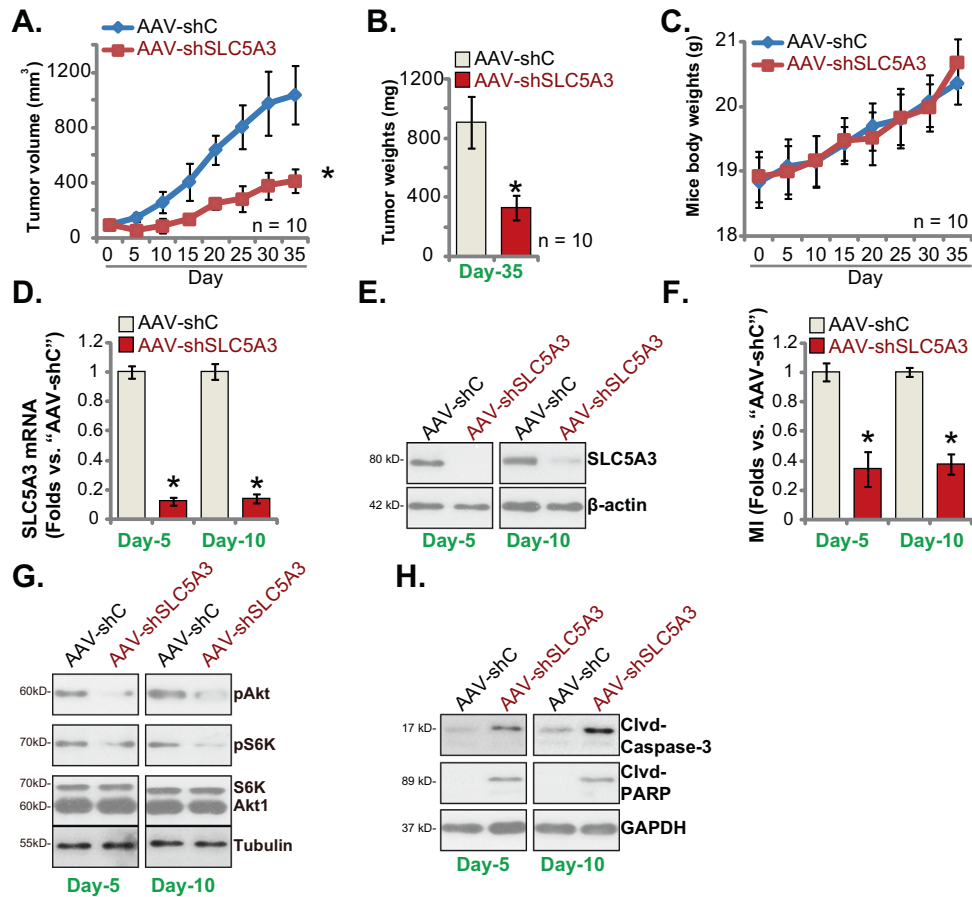 A.
AAV-shC
AAV-shSLC5A3
Tumor volume (mm³)
1200
800
400
0
*
n = 10
0 5 10 15 20 25 30 35
Day
B.
AAV-shC
AAV-shSLC5A3
Tumor weights (mg)
1200
800
400
0
*
n = 10
Day-35
C.
AAV-shC
AAV-shSLC5A3
Mice body weights (g)
21
20
19
18
n = 10
0 5 10 15 20 25 30 35
Day
D.
AAV-shC
AAV-shSLC5A3
SLC5A3 mRNA
(Folds vs. “AAV-shC”)
1.2
1
0.8
0.6
0.4
0.2
0
* *
Day-5 Day-10
E.
AAV-shC AAV-shSLC5A3 AAV-shC AAV-shSLC5A3
80 kD- SLC5A3
42 kD- β-actin
Day-5 Day-10
F.
AAV-shC
AAV-shSLC5A3
MI (Folds vs. “AAV-shC”)
1.2
1
0.8
0.6
0.4
0.2
0
* *
Day-5 Day-10
G.
AAV-shC AAV-shSLC5A3 AAV-shC AAV-shSLC5A3
60kD- pAkt
70kD- pS6K
70kD- S6K
60kD- Akt1
55kD- Tubulin
Day-5 Day-10
H.
AAV-shC AAV-shSLC5A3 AAV-shC AAV-shSLC5A3
17 kD- Clvd-
Caspase-3
89 kD- Clvd-
PARP
37 kD- GAPDH
Day-5 Day-10